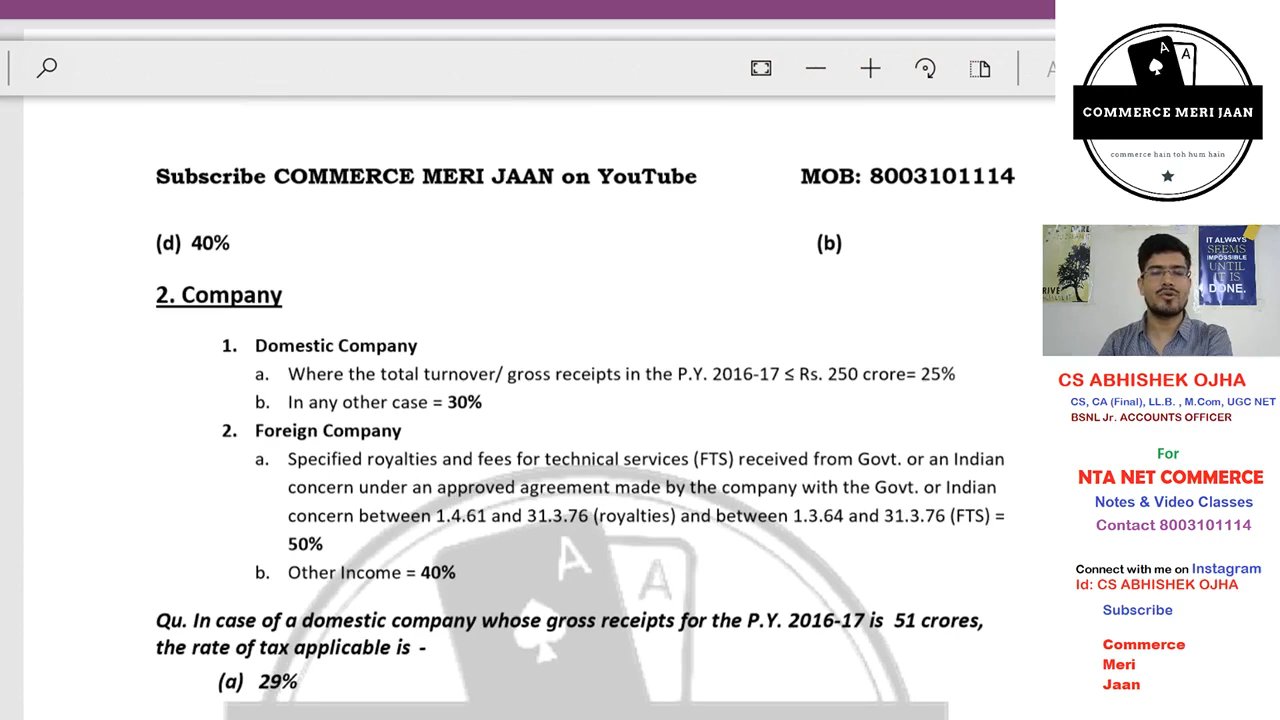 Subscribe COMMERCE MERI JAAN on YouTube MOB: 8003101114
(d) 40% (b)
2. Company
1. Domestic Company
a. Where the total turnover/ gross receipts in the P.Y. 2016-17 ≤ Rs. 250 crore= 25%
b. In any other case = 30%
2. Foreign Company
a. Specified royalties and fees for technical services (FTS) received from Govt. or an Indian
concern under an approved agreement made by the company with the Govt. or Indian
concern between 1.4.61 and 31.3.76 (royalties) and between 1.3.64 and 31.3.76 (FTS) =
50%
b. Other Income = 40%
Qu. In case of a domestic company whose gross receipts for the P.Y. 2016-17 is 51 crores,
the rate of tax applicable is -
(a) 29%
A
A
A
A
COMMERCE MERI JAAN
commerce hain toh hum hain
IT ALWAYS
SEEMS
IMPOSSIBLE
UNTIL
IT IS
DONE.
CS ABHISHEK OJHA
CS, CA (Final), LL.B. , M.Com, UGC NET
BSNL Jr. ACCOUNTS OFFICER
For
NTA NET COMMERCE
Notes & Video Classes
Contact 8003101114
Connect with me on Instagram
Id: CS ABHISHEK OJHA
Subscribe
Commerce
Meri
Jaan